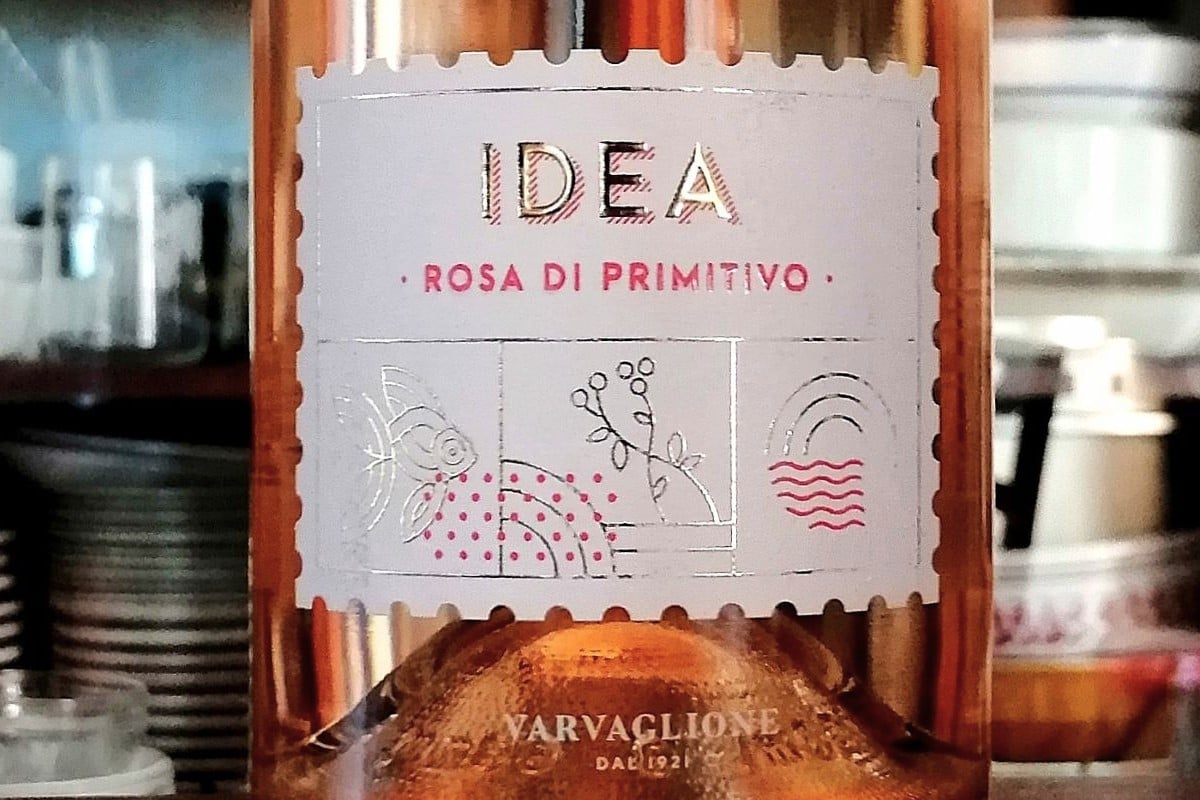 IDEA
· ROSA DI PRIMITIVO ·
VARVAGLIONE
DAL 1921